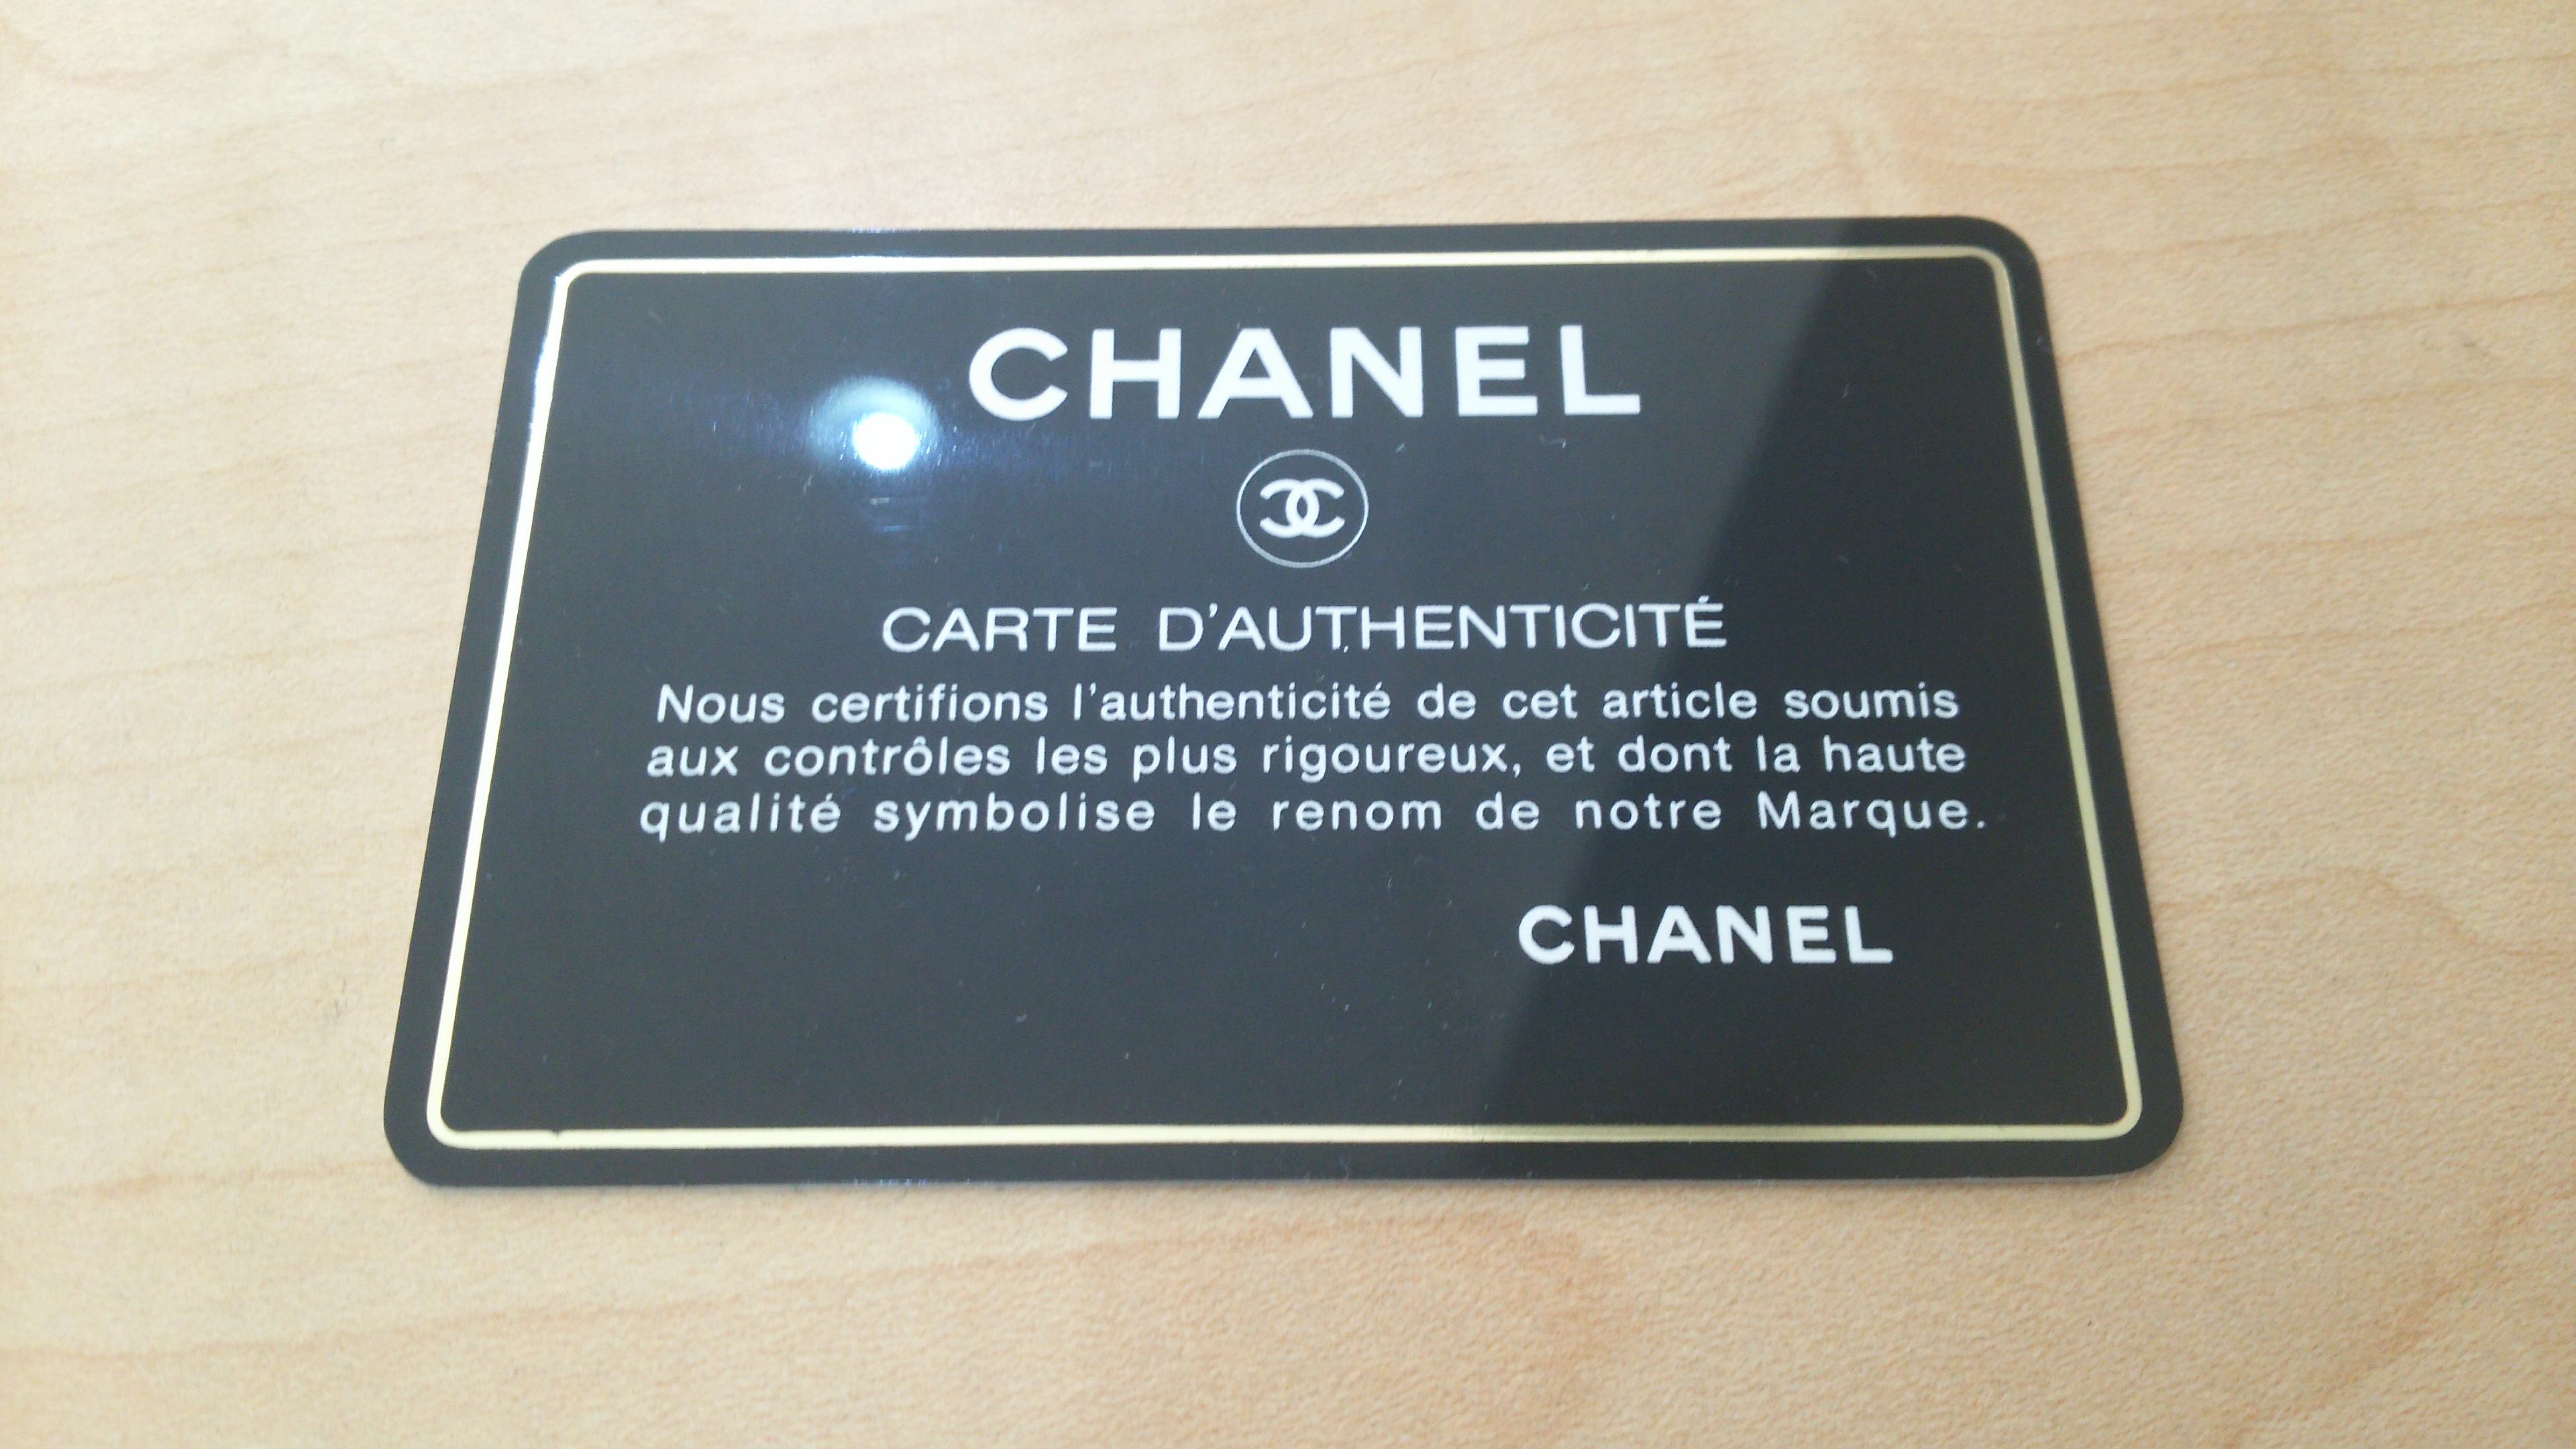 CHANEL
CARTE D'AUTHENTICITÉ
Nous certifions l'authenticité de cet article soumis
aux contrôles les plus rigoureux, et dont la haute
qualité symbolise le renom de notre Marque.
CHANEL